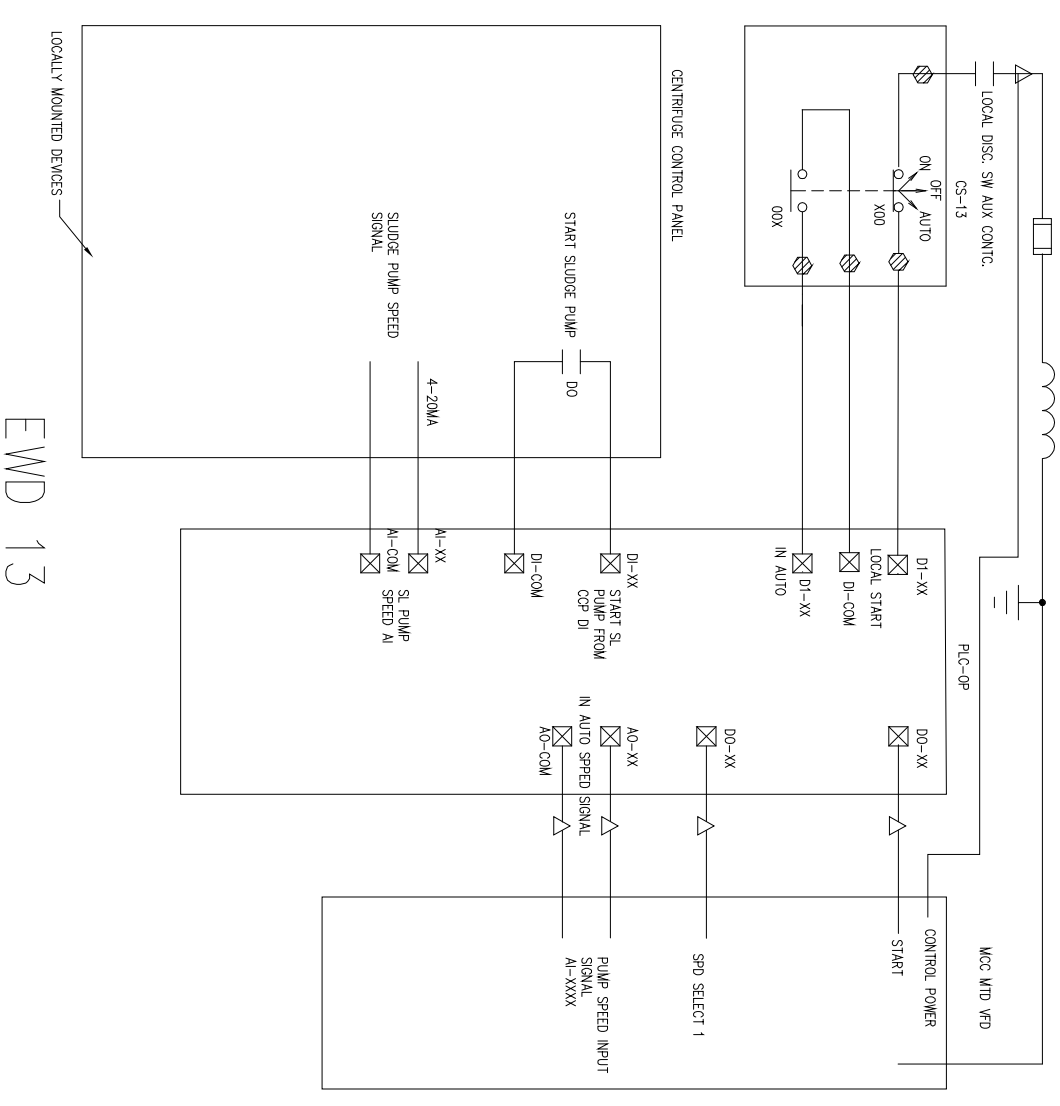 LOCAL DISC. SW AUX CONTC.
CS-13
ON
OFF
AUTO
X00
00X
CENTRIFUGE CONTROL PANEL
START SLUDGE PUMP
DO
SLUDGE PUMP SPEED
SIGNAL
4-20MA
LOCALLY MOUNTED DEVICES
PLC-OP
D1-XX
LOCAL START
DI-COM
D1-XX
IN AUTO
DI-XX
START SL
PUMP FROM
CCP DI
DI-COM
AI-XX
AI-COM
SL PUMP
SPEED AI
DO-XX
DO-XX
AO-XX
IN AUTO SPPED SIGNAL
AO-COM
MCC MTD VFD
CONTROL POWER
START
SPD SELECT 1
PUMP SPEED INPUT
SIGNAL
AI-XXXX
EWD 13